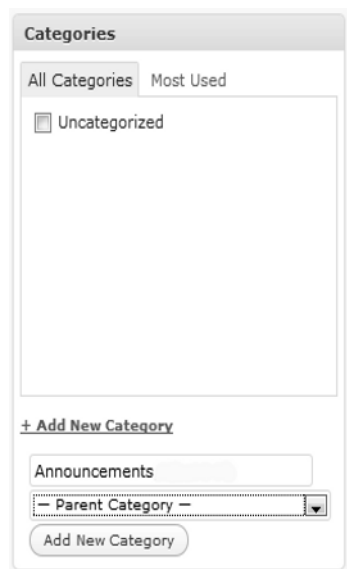 Categories
All Categories Most Used
Uncategorized
+ Add New Category
Announcements
— Parent Category —
Add New Category